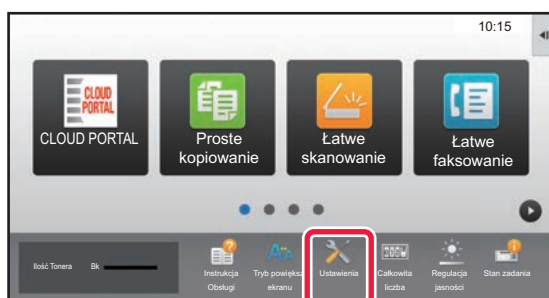 10:15
CLOUD
PORTAL
CLOUD PORTAL
Proste
kopiowanie
Łatwe
skanowanie
Łatwe
faksowanie
Ilość Tonera Bk
Instrukcja
Obsługi
Tryb powiększ
ekranu
Ustawienia
Całkowita
liczba
Regulacja
jasności
Stan zadania